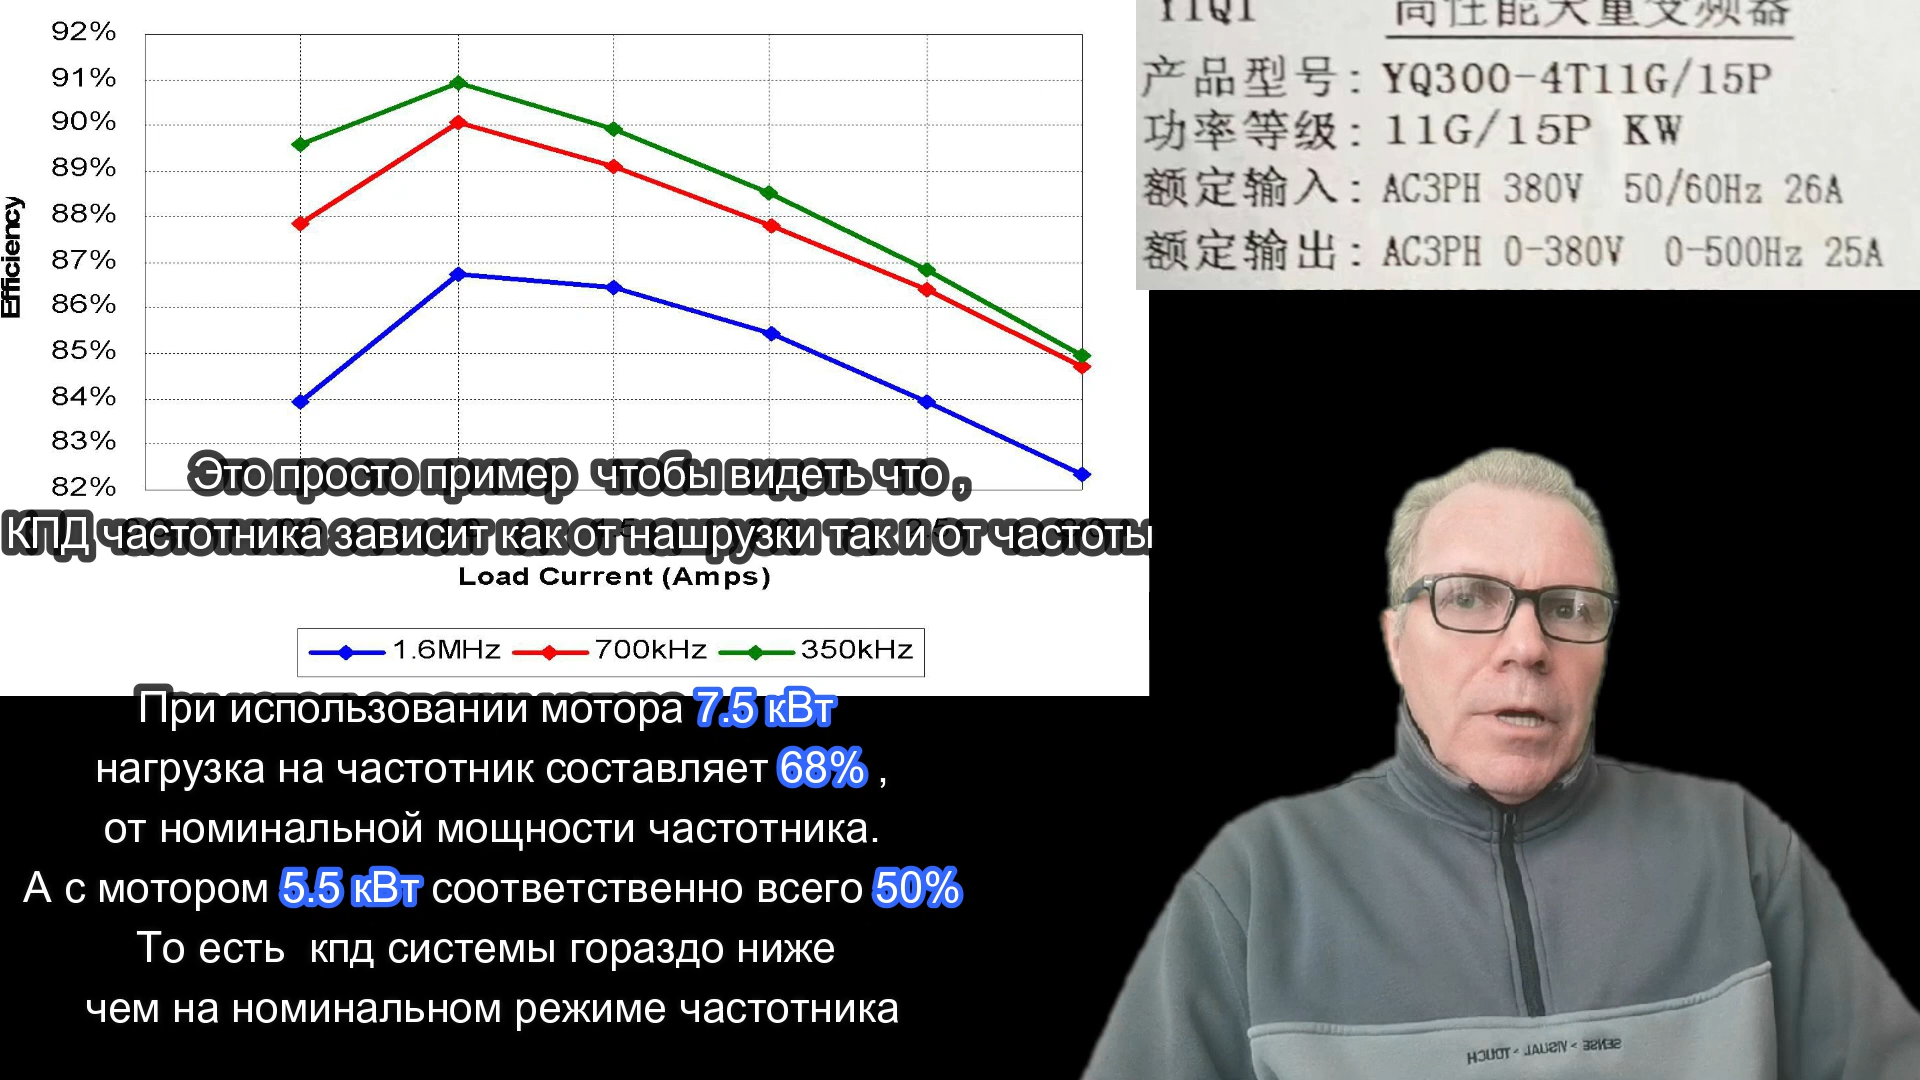 92%
91%
90%
89%
88%
87%
86%
85%
84%
83%
82%
Efficiency
Load Current (Amps)
1.6MHz 700kHz 350kHz
Это просто пример чтобы видеть что ,
КПД частотника зависит как от нашрузки так и от частоты
При использовании мотора 7.5 кВт
нагрузка на частотник составляет 68% ,
от номинальной мощности частотника.
А с мотором 5.5 кВт соответственно всего 50%
То есть кпд системы гораздо ниже
чем на номинальном режиме частотника
产品型号: YQ300-4T11G/15P
功率等级: 11G/15P KW
额定输入: AC3PH 380V 50/60Hz 26A
额定输出: AC3PH 0-380V 0-500Hz 25A
SENSE > VISUAL - TOUCH